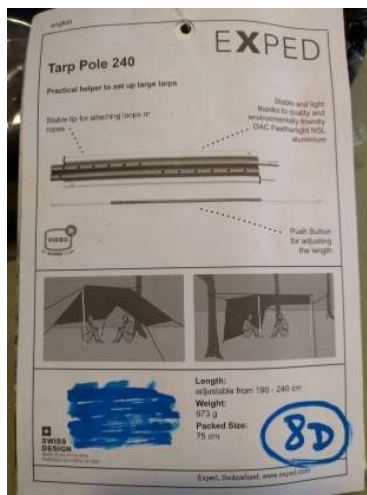 english
EXPED
Tarp Pole 240
Practical helper to set up large tarps
Stable tip for attaching loops or
ropes
Stable and light
thanks to quality and
environmentally friendly
DAC Featherlight NSL
aluminium
Push Button
for adjusting
the length
VIDEO
Length:
adjustable from 190 - 240 cm
Weight:
673 g
Packed Size:
75 cm
8D
SWISS
DESIGN
Exped, Switzerland, www.exped.com